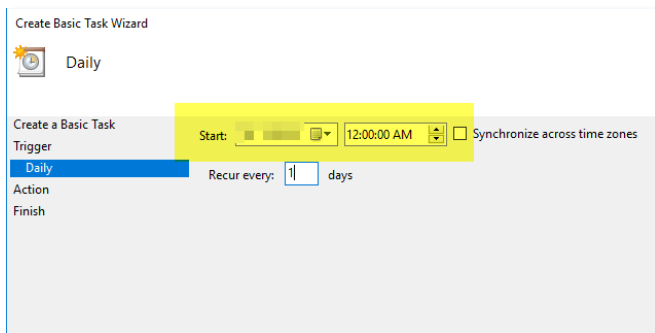 Create Basic Task Wizard
Daily
Create a Basic Task
Trigger
Daily
Action
Finish
Start: 12:00:00 AM Synchronize across time zones
Recur every: 1 days